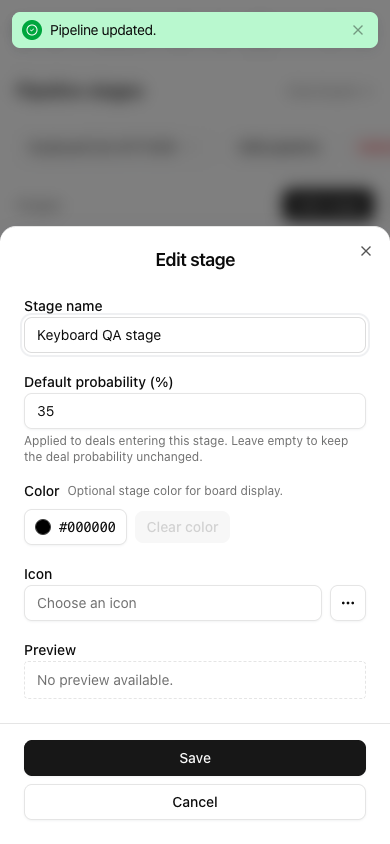 Pipeline updated.
Edit stage
Stage name
Keyboard QA stage
Default probability (%)
35
Applied to deals entering this stage. Leave empty to keep
the deal probability unchanged.
Color Optional stage color for board display.
#000000 Clear color
Icon
Choose an icon
Preview
No preview available.
Save
Cancel